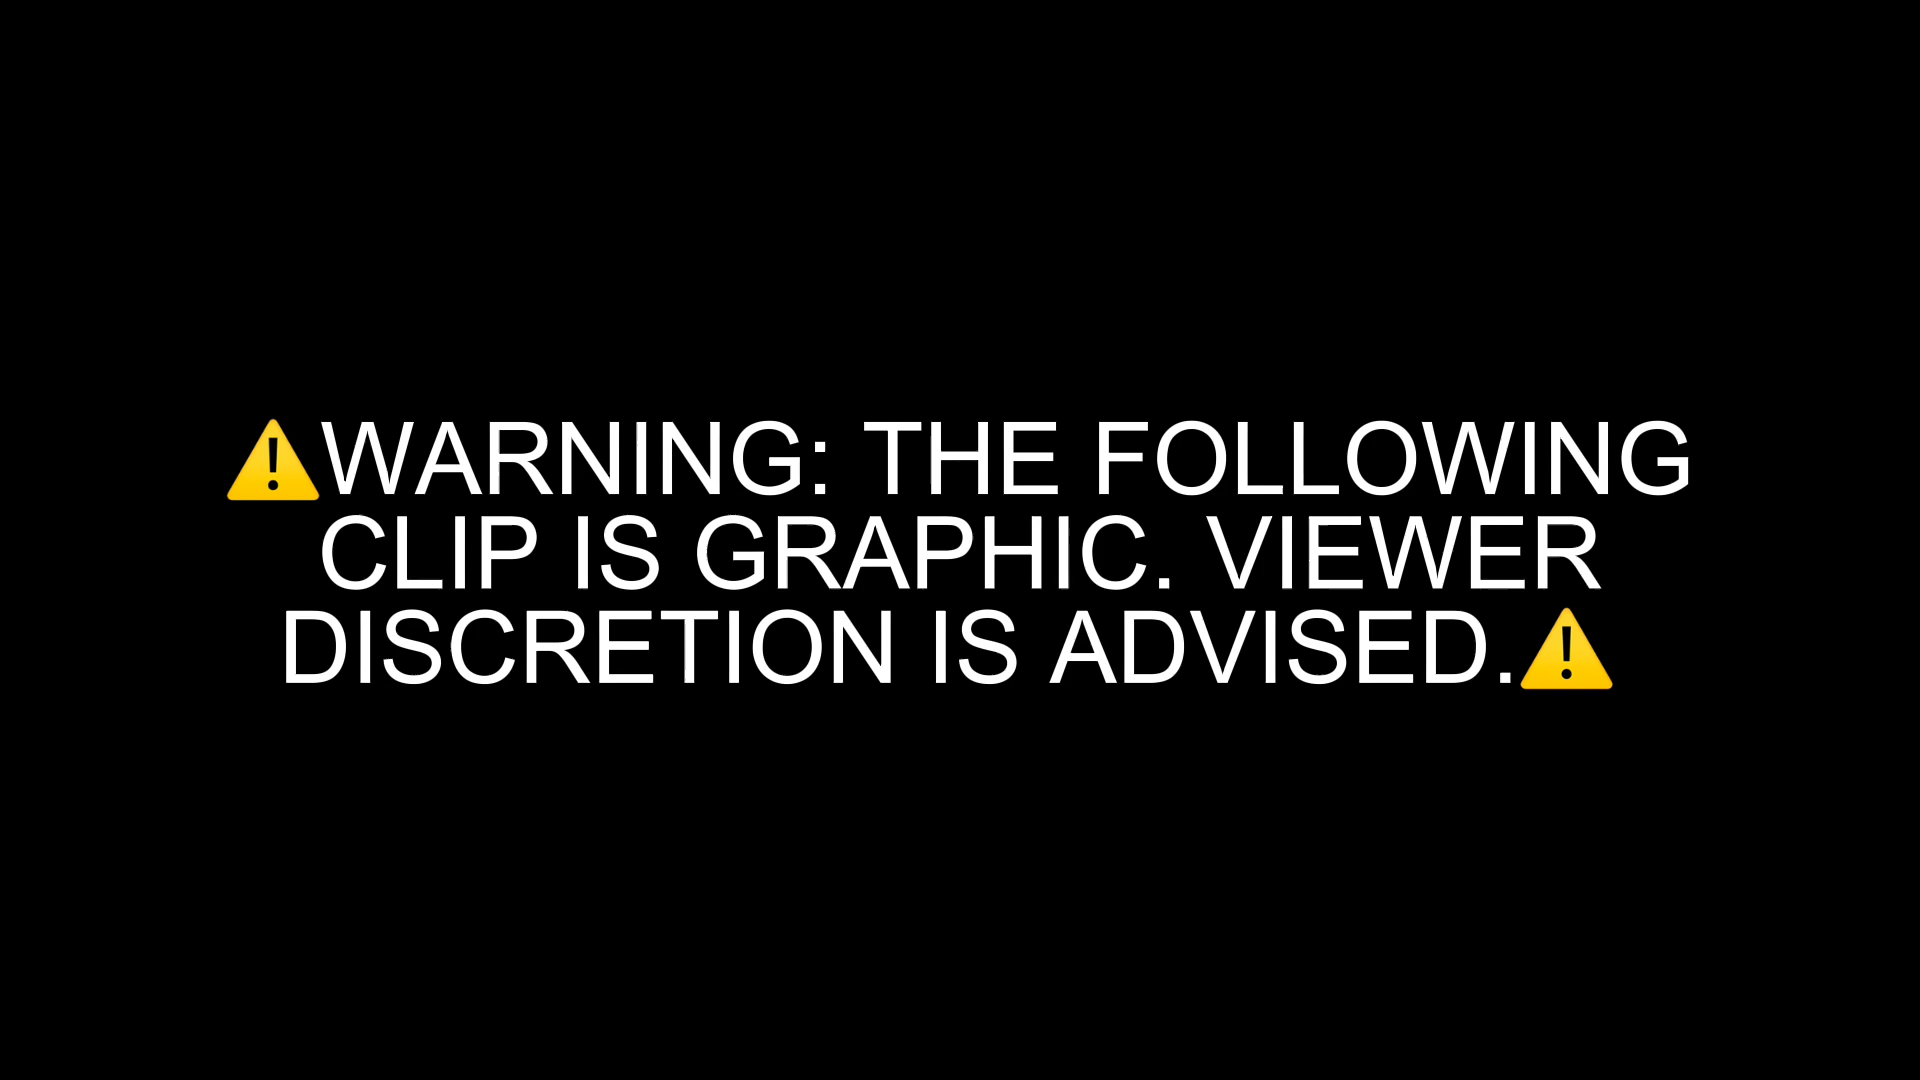 ⚠️WARNING: THE FOLLOWING
CLIP IS GRAPHIC. VIEWER
DISCRETION IS ADVISED.⚠️